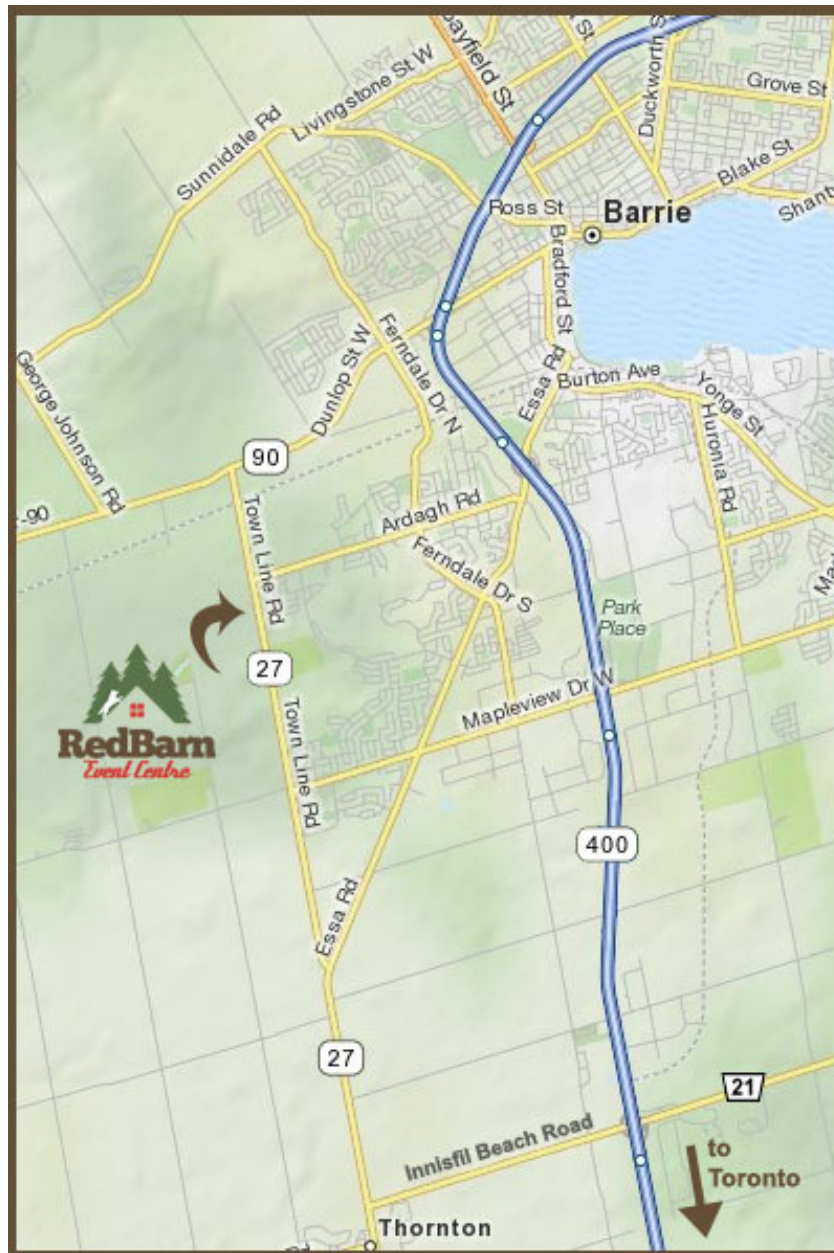 Bayfield St
St
Duckworth S
Grove St
Livingstone St W
Sunnidale Rd
Blake St
Shant
Ross St
Barrie
Bradford St
Ferndale Dr N
Dunlop St W
Essa Rd
Burton Ave
Yonge St
Huronia Rd
George Johnson Rd
90
-90
Town Line Rd
Ardagh Rd
Ferndale Dr S
Park
Place
27
RedBarn
Event Centre
Town Line Rd
Mapleview Dr W
400
Essa Rd
27
21
Innisfil Beach Road
to
Toronto
Thornton